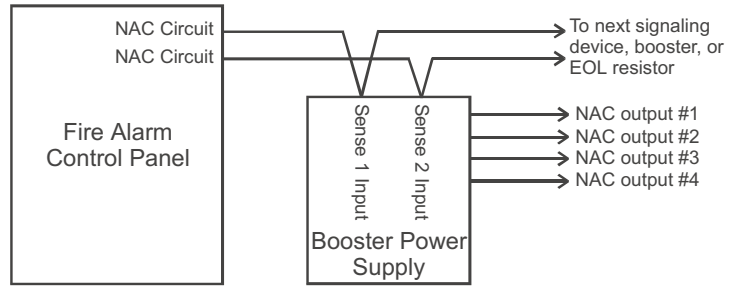 NAC Circuit
NAC Circuit
Fire Alarm
Control Panel
To next signaling
device, booster, or
EOL resistor
Sense 1 Input
Sense 2 Input
Booster Power
Supply
NAC output #1
NAC output #2
NAC output #3
NAC output #4